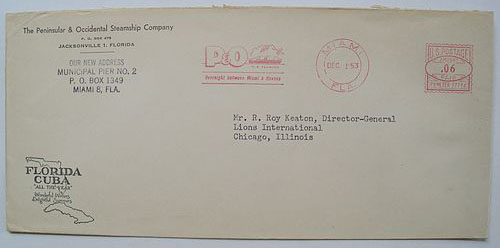 The Peninsular & Occidental Steamship Company
P. O. BOX 479
JACKSONVILLE 1, FLORIDA
OUR NEW ADDRESS
MUNICIPAL PIER NO. 2
P. O. BOX 1349
MIAMI 8, FLA.
P&O
Overnight between Miami & Havana
MIAMI
DEC 1 53
FLA.
U.S. POSTAGE
.06
Mr. R. Roy Keaton, Director-General
Lions International
Chicago, Illinois
FLORIDA
CUBA
"ALL THE YEAR"